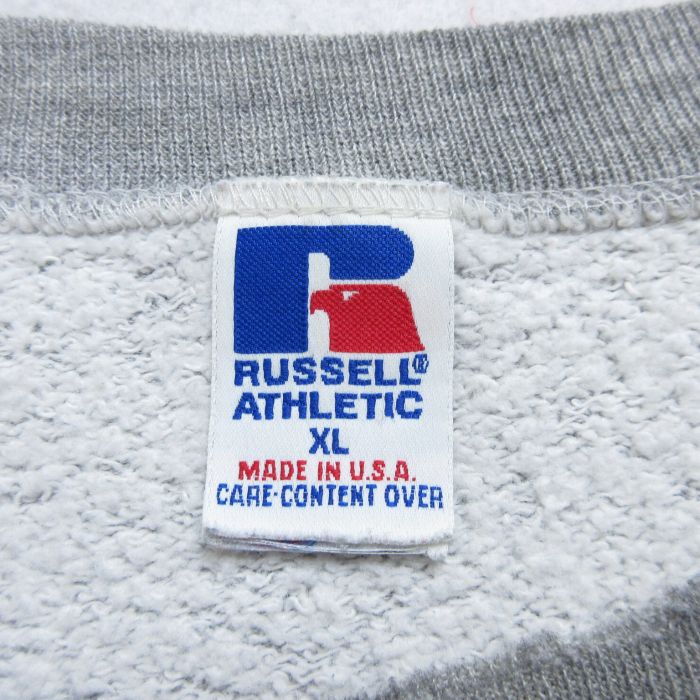 RUSSELL®
ATHLETIC
XL
MADE IN U.S.A.
CARE-CONTENT OVER